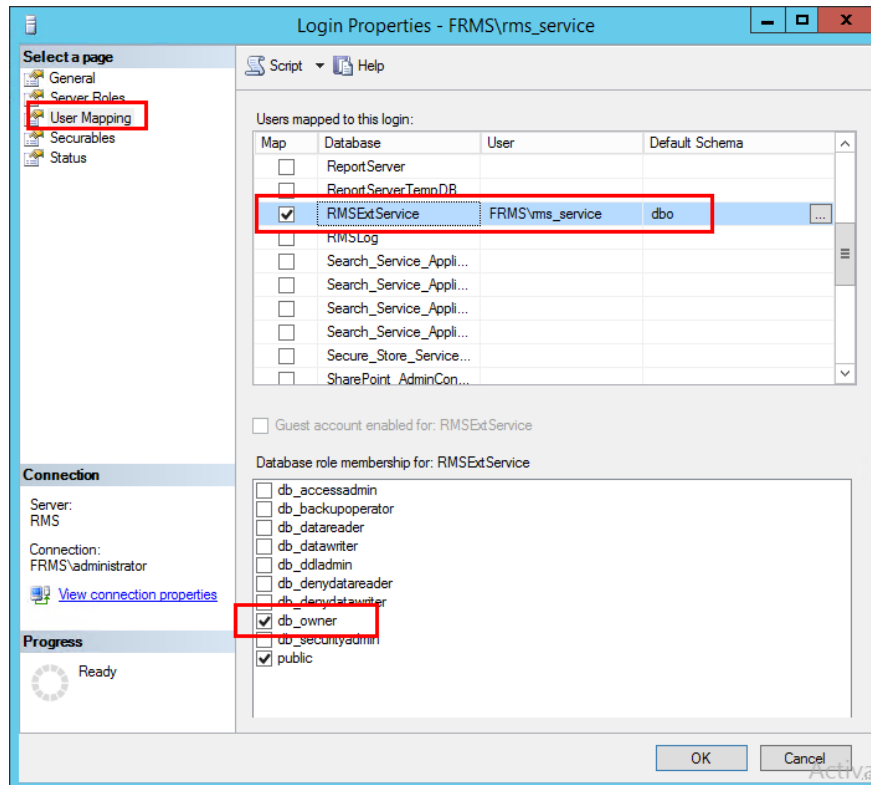 Login Properties - FRMS\rms_service
Select a page
General
Server Roles
User Mapping
Securables
Status
Script
Help
Users mapped to this login:
Map Database User Default Schema
ReportServer
ReportServerTempDB
RMSExtService FRMS\rms_service dbo ...
RMSLog
Search_Service_Appli...
Search_Service_Appli...
Search_Service_Appli...
Search_Service_Appli...
Secure_Store_Service...
SharePoint_AdminCon...
Guest account enabled for: RMSExtService
Database role membership for: RMSExtService
db_accessadmin
db_backupoperator
db_datareader
db_datawriter
db_ddladmin
db_denydatareader
db_denydatawriter
db_owner
db_securityadmin
public
Connection
Server:
RMS
Connection:
FRMS\administrator
View connection properties
Progress
Ready
OK
Cancel
Activa